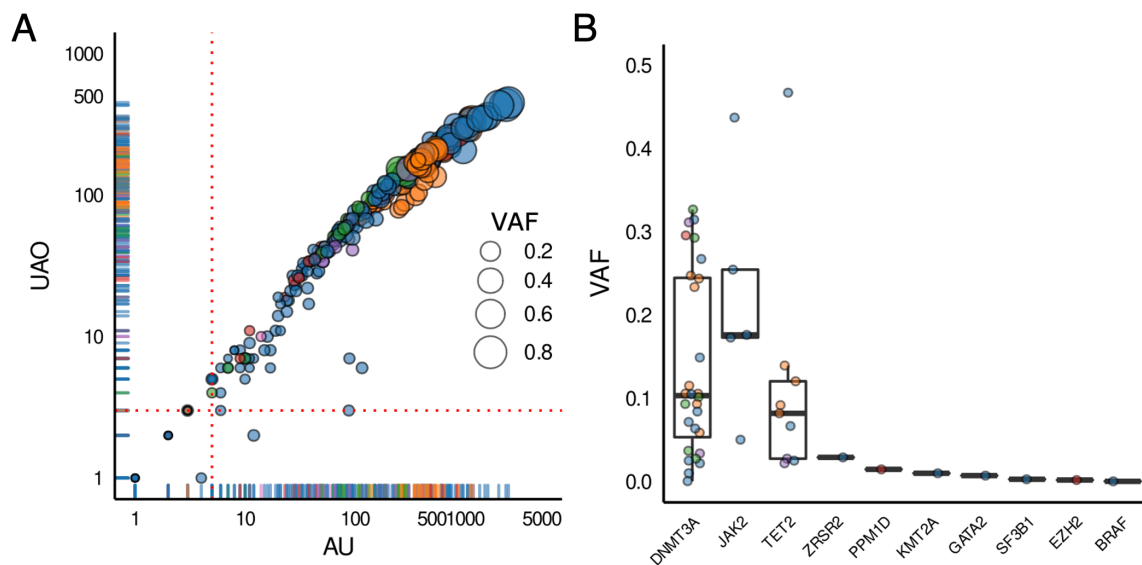 A
UAO
1000
500
100
10
1
VAF
0.2
0.4
0.6
0.8
1
10
100
5001000
5000
AU
B
VAF
0.5
0.4
0.3
0.2
0.1
0.0
DNMT3A
JAK2
TET2
ZRSR2
PPM1D
KMT2A
GATA2
SF3B1
EZH2
BRAF